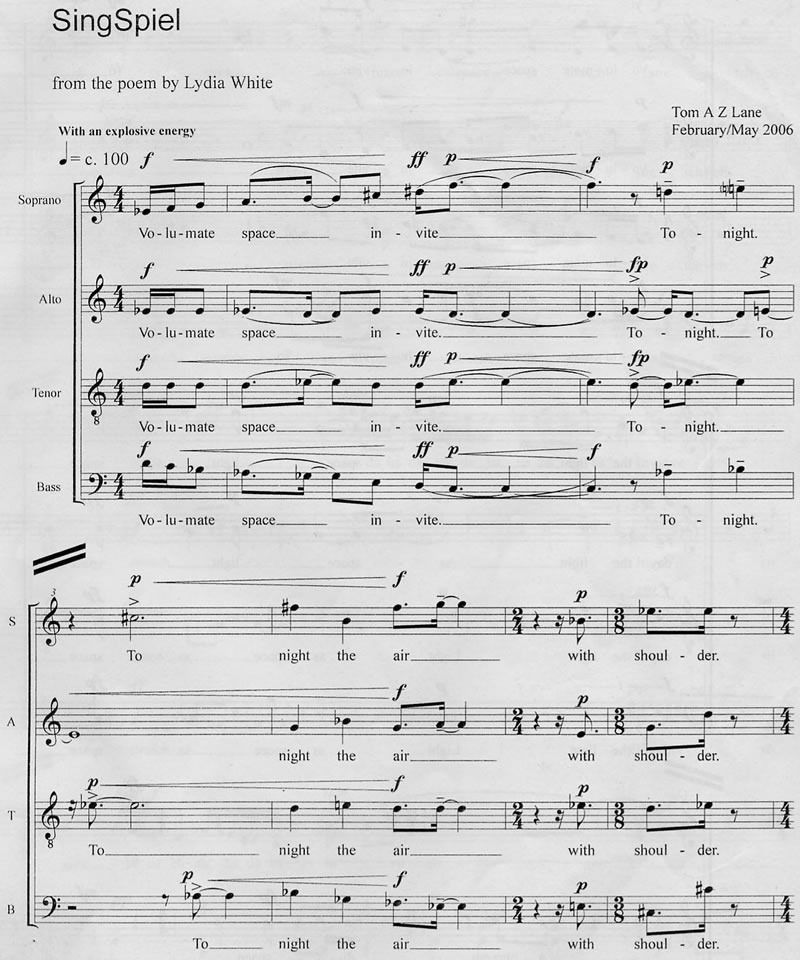 SingSpiel
from the poem by Lydia White
Tom A Z Lane
February/May 2006
With an explosive energy
♩= c. 100 f ff p f p
Soprano
Vo - lu - mate space in - vite. To - night.
f ff p fp p
Alto
Vo - lu - mate space in - vite. To - night. To
f ff p fp
Tenor
8
Vo - lu - mate space in - vite. To - night.
f ff p f
Bass
Vo - lu - mate space in - vite. To - night.
p f
3
p
S
To night the air with shoul - der.
f
p
A
night the air with shoul - der.
p f
p
T
8
To night the air with shoul - der.
p f
p
B
To night the air with shoul - der.